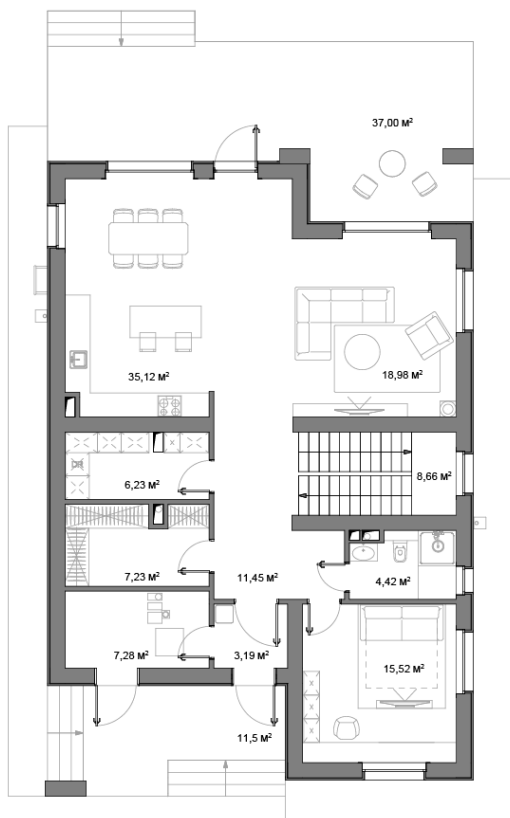 37,00 м²
35,12 м²
18,98 м²
6,23 м²
8,66 м²
7,23 м²
11,45 м²
4,42 м²
7,28 м²
3,19 м²
15,52 м²
11,5 м²